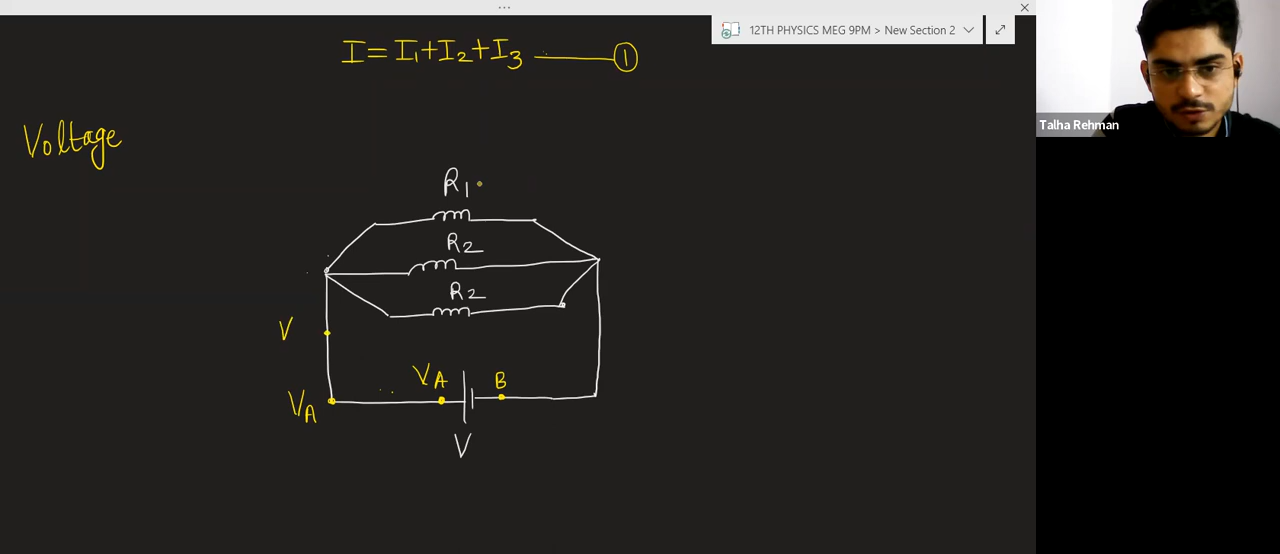 12TH PHYSICS MEG 9PM > New Section 2
I = I1 + I2 + I3 ——— ①
Talha Rehman
Voltage
R1
R2
R2
V
VA B
VA
V